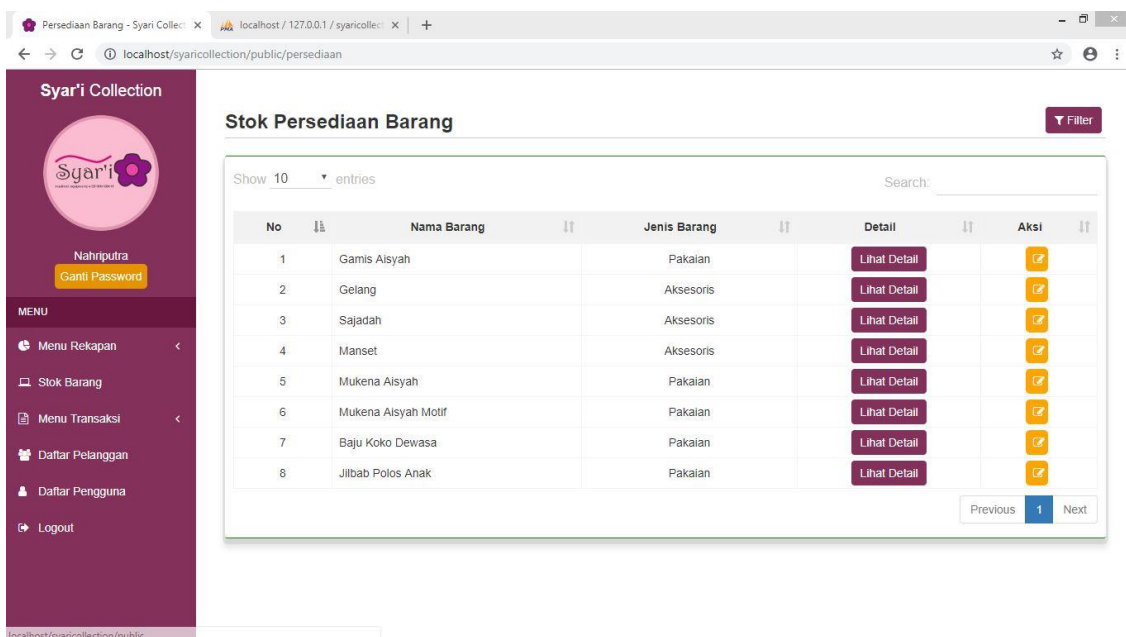 Persediaan Barang - Syari Collect
localhost / 127.0.0.1 / syaricollect
localhost/syaricollection/public/persediaan
Syar'i Collection
Syar'i
Nahriputra
Ganti Password
MENU
Menu Rekapan
Stok Barang
Menu Transaksi
Daftar Pelanggan
Daftar Pengguna
Logout
Stok Persediaan Barang
Filter
Show 10 entries Search:
No Nama Barang Jenis Barang Detail Aksi
1 Gamis Aisyah Pakaian Lihat Detail
2 Gelang Aksesoris Lihat Detail
3 Sajadah Aksesoris Lihat Detail
4 Manset Aksesoris Lihat Detail
5 Mukena Aisyah Pakaian Lihat Detail
6 Mukena Aisyah Motif Pakaian Lihat Detail
7 Baju Koko Dewasa Pakaian Lihat Detail
8 Jilbab Polos Anak Pakaian Lihat Detail
Previous 1 Next
localhost/syaricollection/public